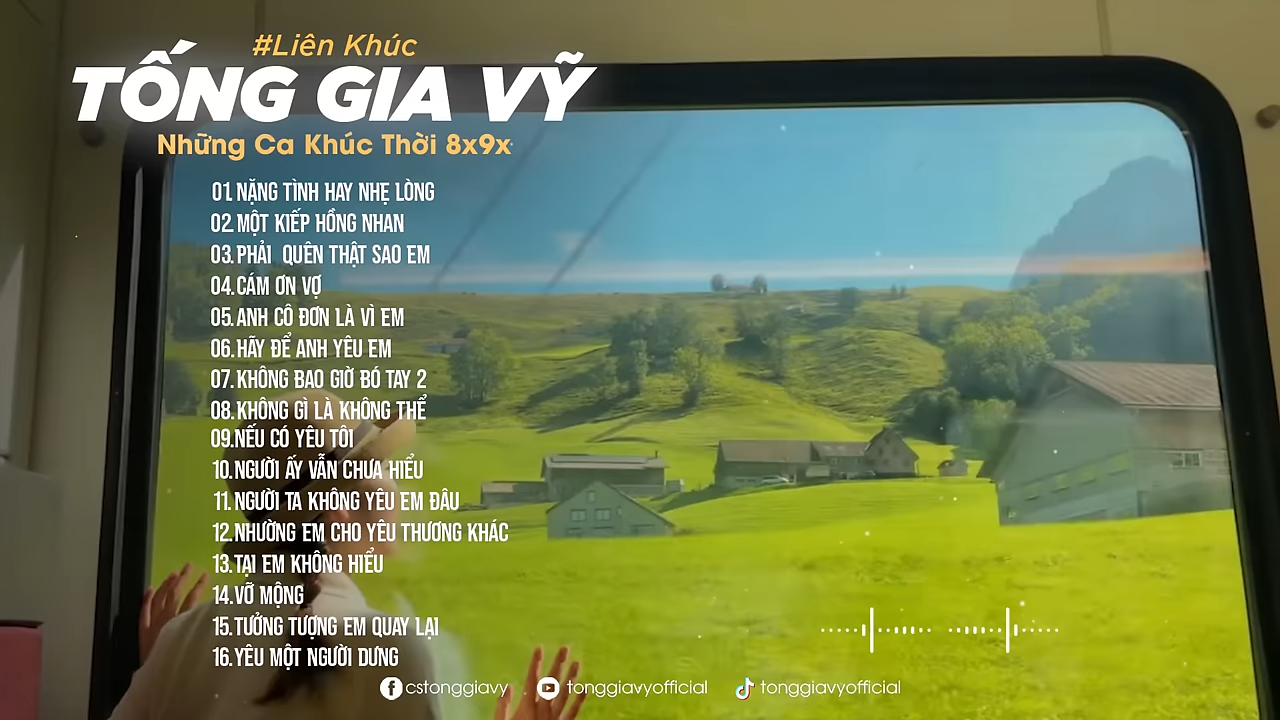 #Liên Khúc
TỐNG GIA VỸ
Những Ca Khúc Thời 8x9x
01.NẶNG TÌNH HAY NHẸ LÒNG
02.MỘT KIẾP HỒNG NHAN
03.PHẢI QUÊN THẬT SAO EM
04.CÁM ƠN VỢ
05.ANH CÔ ĐƠN LÀ VÌ EM
06.HÃY ĐỂ ANH YÊU EM
07.KHÔNG BAO GIỜ BÓ TAY 2
08.KHÔNG GÌ LÀ KHÔNG THỂ
09.NẾU CÓ YÊU TÔI
10.NGƯỜI ẤY VẪN CHƯA HIỂU
11.NGƯỜI TA KHÔNG YÊU EM ĐÂU
12.NHƯỜNG EM CHO YÊU THƯƠNG KHÁC
13.TẠI EM KHÔNG HIỂU
14.VỠ MỘNG
15.TƯỞNG TƯỢNG EM QUAY LẠI
16.YÊU MỘT NGƯỜI DƯNG
cstonggiavy tonggiavyofficial tonggiavyofficial